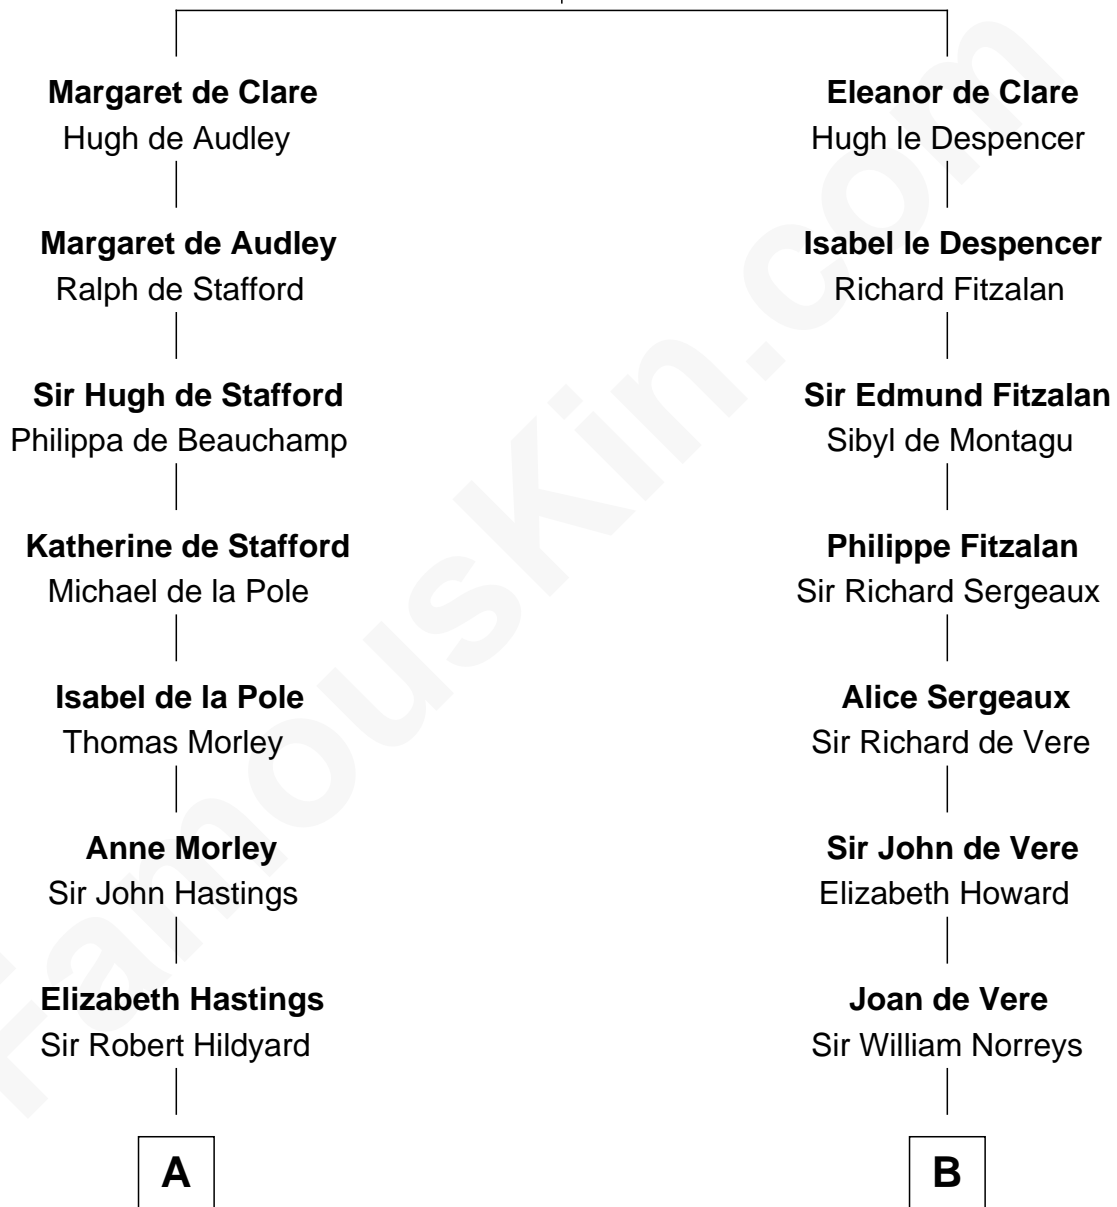 Margaret de Clare
Hugh de Audley
Margaret de Audley
Ralph de Stafford
Sir Hugh de Stafford
Philippa de Beauchamp
Katherine de Stafford
Michael de la Pole
Isabel de la Pole
Thomas Morley
Anne Morley
Sir John Hastings
Elizabeth Hastings
Sir Robert Hildyard
A
Eleanor de Clare
Hugh le Despencer
Isabel le Despencer
Richard Fitzalan
Sir Edmund Fitzalan
Sibyl de Montagu
Philippe Fitzalan
Sir Richard Sergeaux
Alice Sergeaux
Sir Richard de Vere
Sir John de Vere
Elizabeth Howard
Joan de Vere
Sir William Norreys
B
FamousKin.com